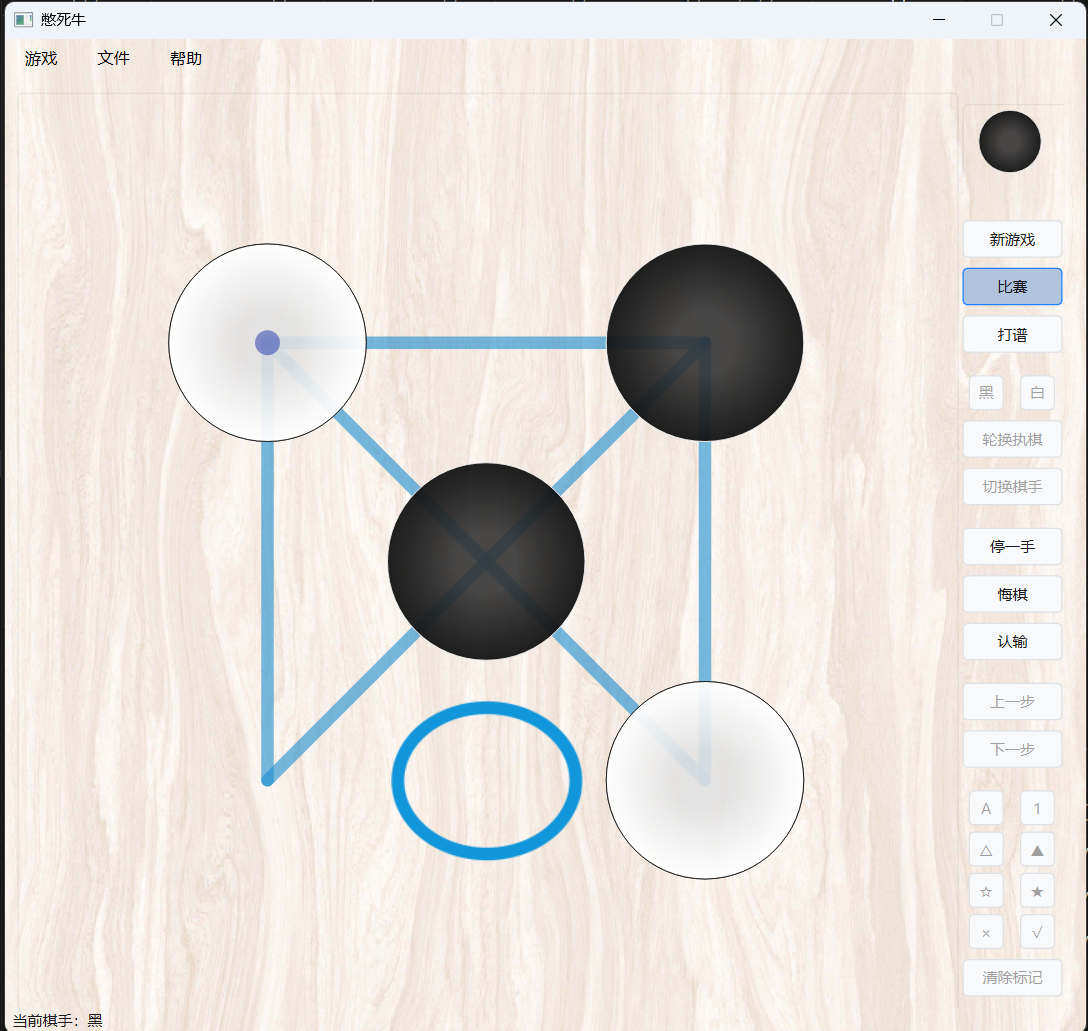 憋死牛
游戏 文件 帮助
新游戏
比赛
打谱
黑 白
轮换执棋
切换棋手
停一手
悔棋
认输
上一步
下一步
A 1
△ ▲
☆ ★
× √
清除标记
当前棋手：黑